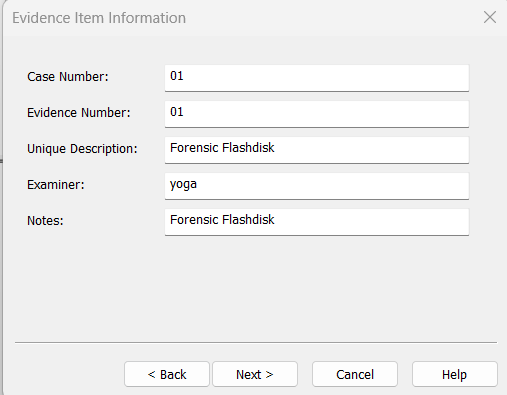 Evidence Item Information
Case Number: 01
Evidence Number: 01
Unique Description: Forensic Flashdisk
Examiner: yoga
Notes: Forensic Flashdisk
< Back Next > Cancel Help